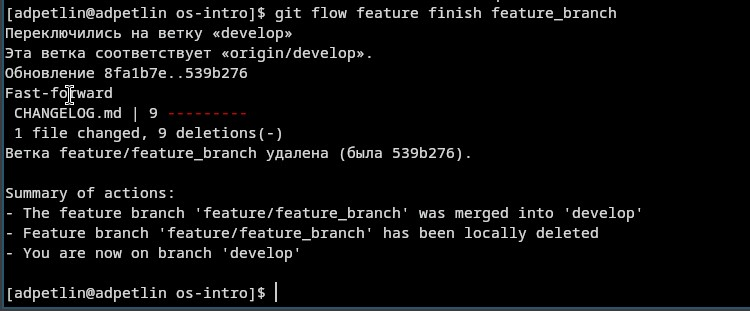 [adpetlin@adpetlin os-intro]$ git flow feature finish feature_branch
Переключились на ветку «develop»
Эта ветка соответствует «origin/develop».
Обновление 8fa1b7e..539b276
Fast-forward
 CHANGELOG.md | 9 ---------
 1 file changed, 9 deletions(-)
Ветка feature/feature_branch удалена (была 539b276).

Summary of actions:
- The feature branch 'feature/feature_branch' was merged into 'develop'
- Feature branch 'feature/feature_branch' has been locally deleted
- You are now on branch 'develop'

[adpetlin@adpetlin os-intro]$